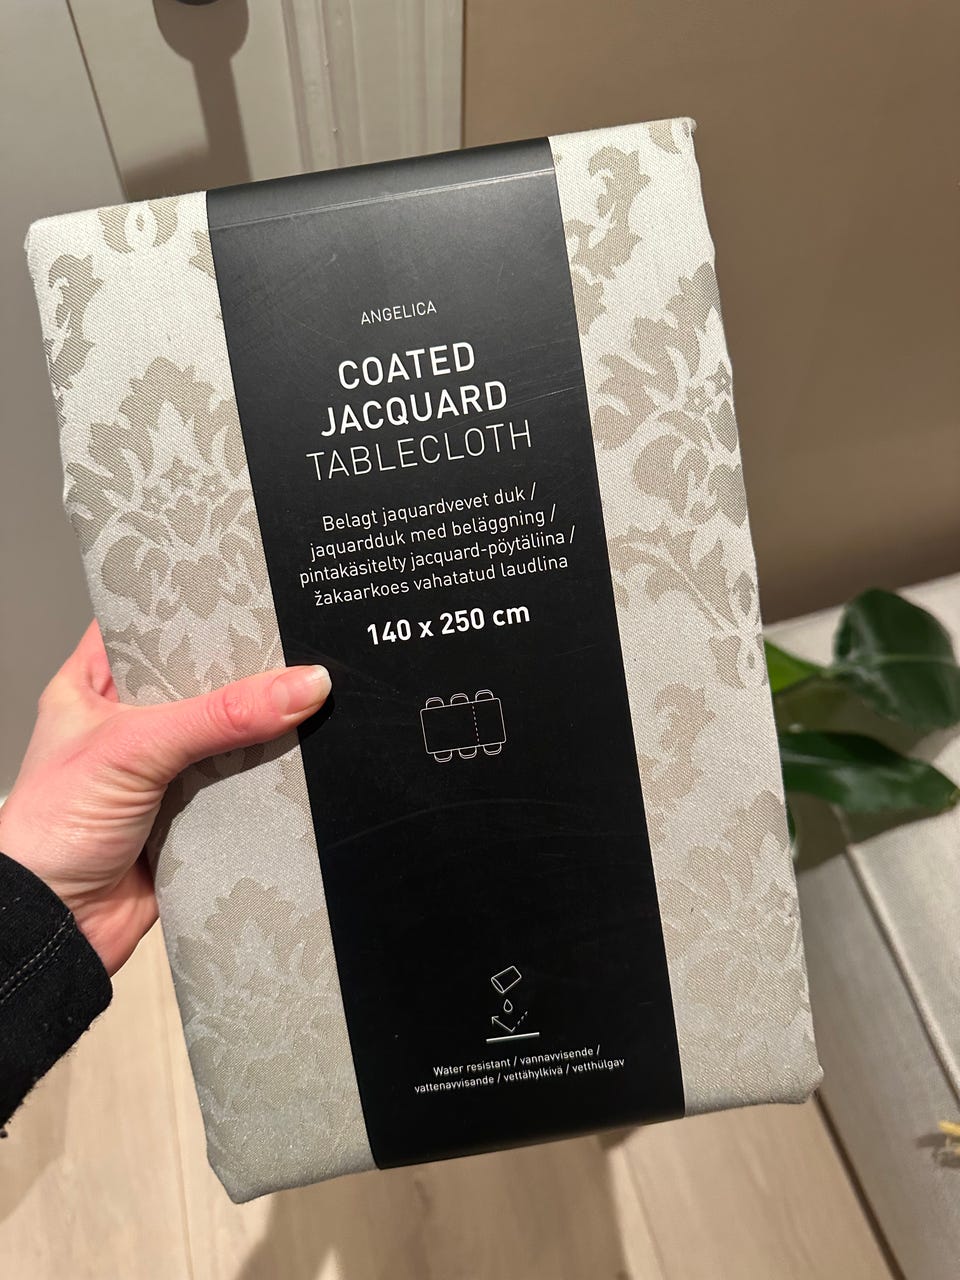 ANGELICA
COATED
JACQUARD
TABLECLOTH
Belagt jaquardvevet duk /
jaquardduk med beläggning /
pintakäsitelty jacquard-pöytäliina /
žakaarkoes vahatatud laudlina
140 x 250 cm
Water resistant / vannavvisende /
vattenavvisande / vettähylkivä / vetthülgav